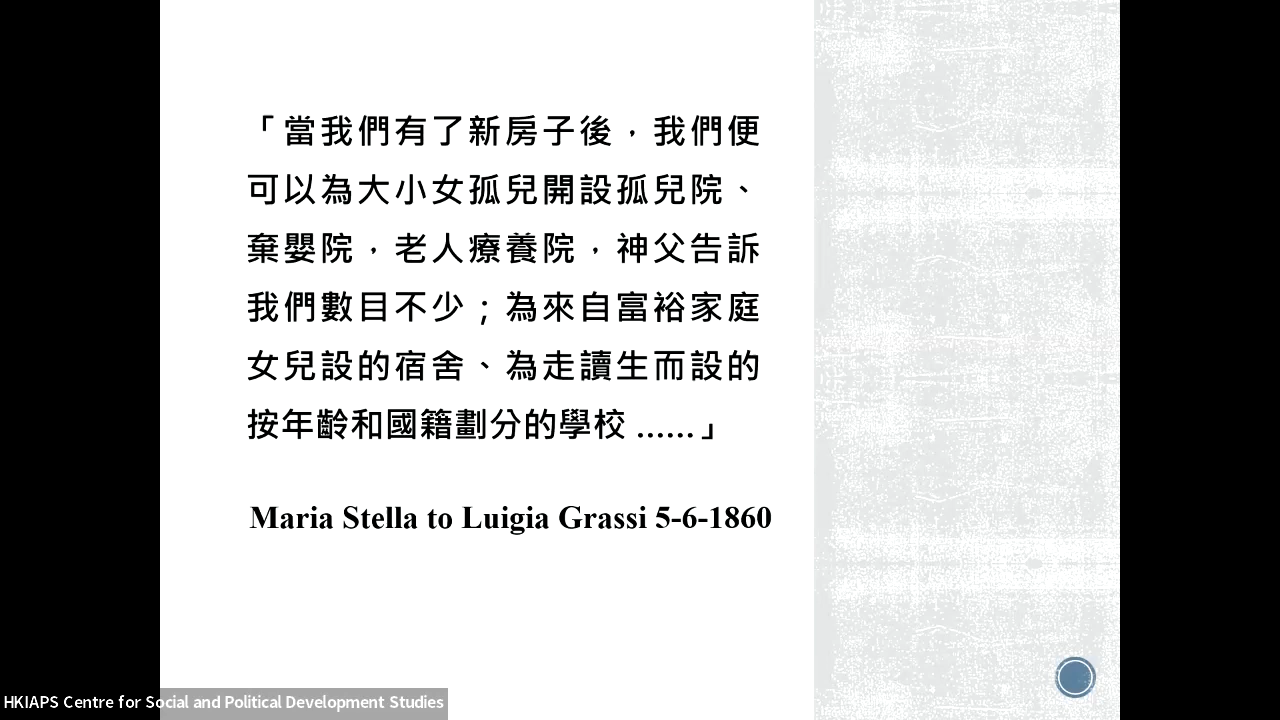 「當我們有了新房子後，我們便
可以為大小女孤兒開設孤兒院、
棄嬰院，老人療養院，神父告訴
我們數目不少；為來自富裕家庭
女兒設的宿舍、為走讀生而設的
按年齡和國籍劃分的學校 ......」
Maria Stella to Luigia Grassi 5-6-1860
HKIAPS Centre for Social and Political Development Studies